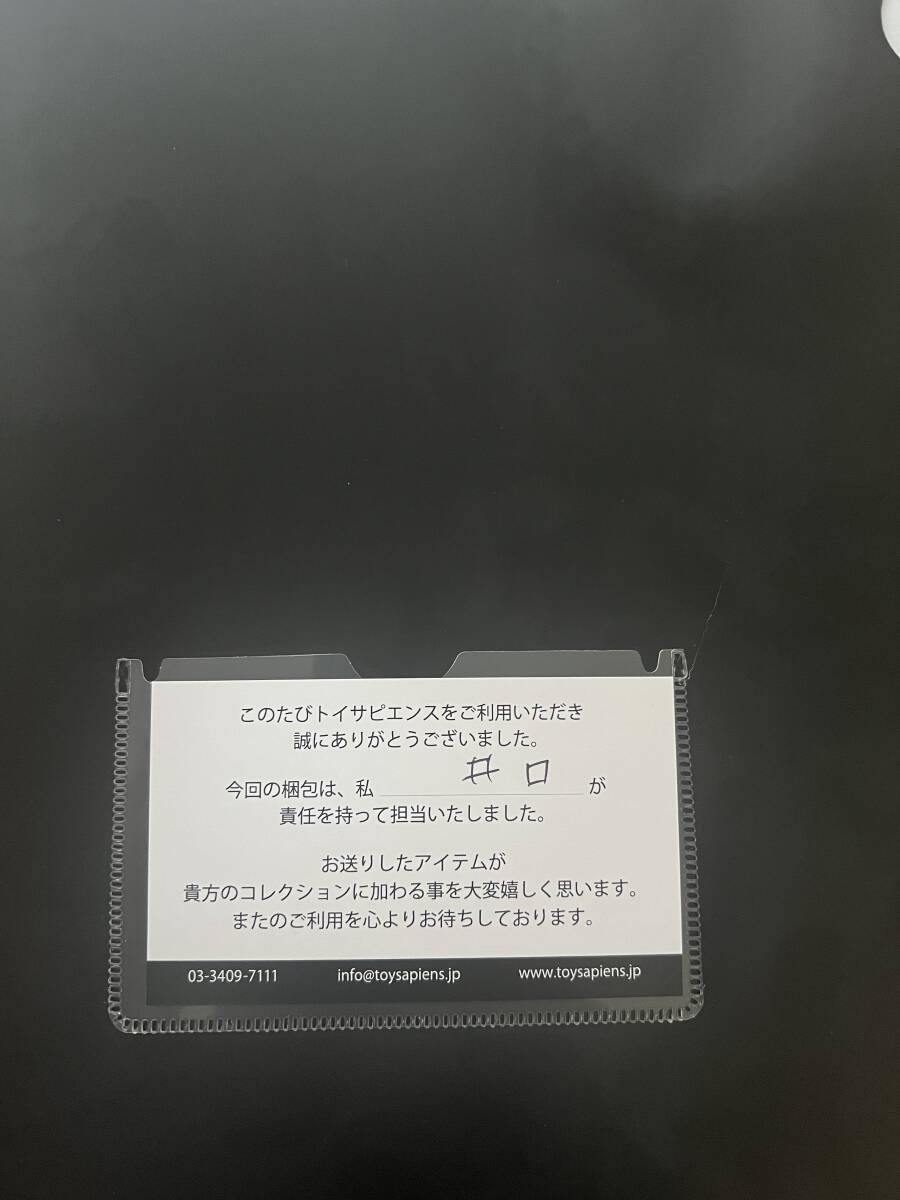 このたびトイサピエンスをご利用いただき
誠にありがとうございました。
今回の梱包は、私 井口 が
責任を持って担当いたしました。
お送りしたアイテムが
貴方のコレクションに加わる事を大変嬉しく思います。
またのご利用を心よりお待ちしております。
03-3409-7111 info@toysapiens.jp www.toysapiens.jp